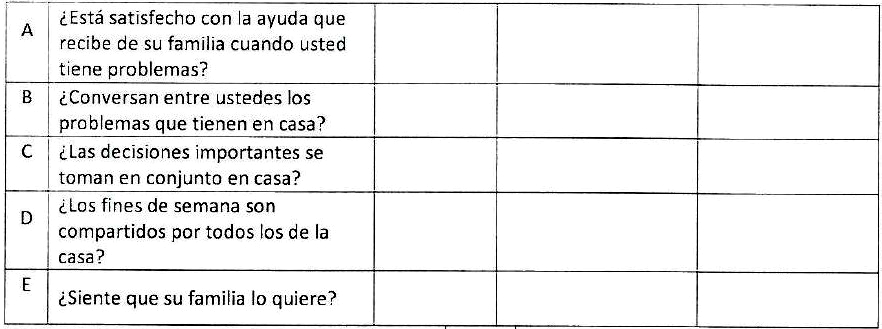 A ¿Está satisfecho con la ayuda que
recibe de su familia cuando usted
tiene problemas?
B ¿Conversan entre ustedes los
problemas que tienen en casa?
C ¿Las decisiones importantes se
toman en conjunto en casa?
D ¿Los fines de semana son
compartidos por todos los de la
casa?
E ¿Siente que su familia lo quiere?